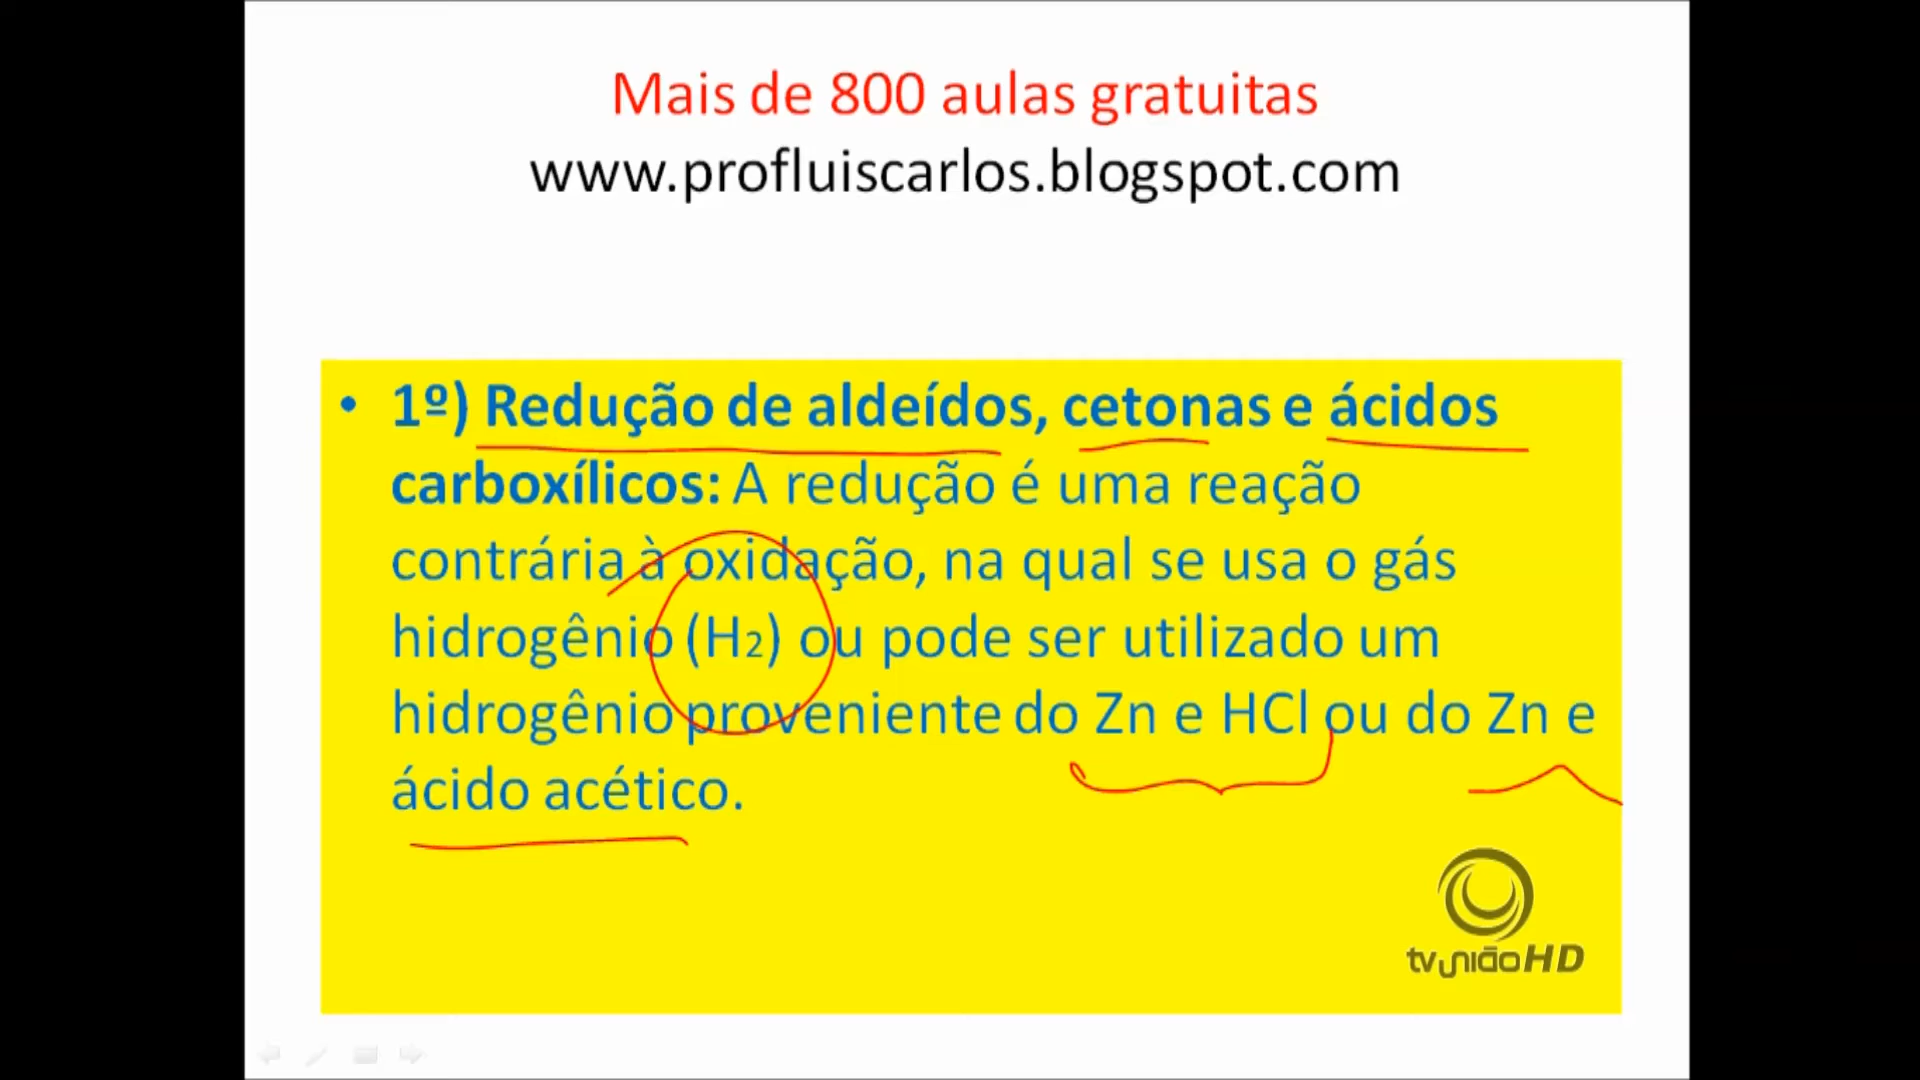 Mais de 800 aulas gratuitas
www.profluiscarlos.blogspot.com
• 1º) Redução de aldeídos, cetonas e ácidos
carboxílicos: A redução é uma reação
contrária à oxidação, na qual se usa o gás
hidrogênio (H₂) ou pode ser utilizado um
hidrogênio proveniente do Zn e HCl ou do Zn e
ácido acético.
tvuniãoHD